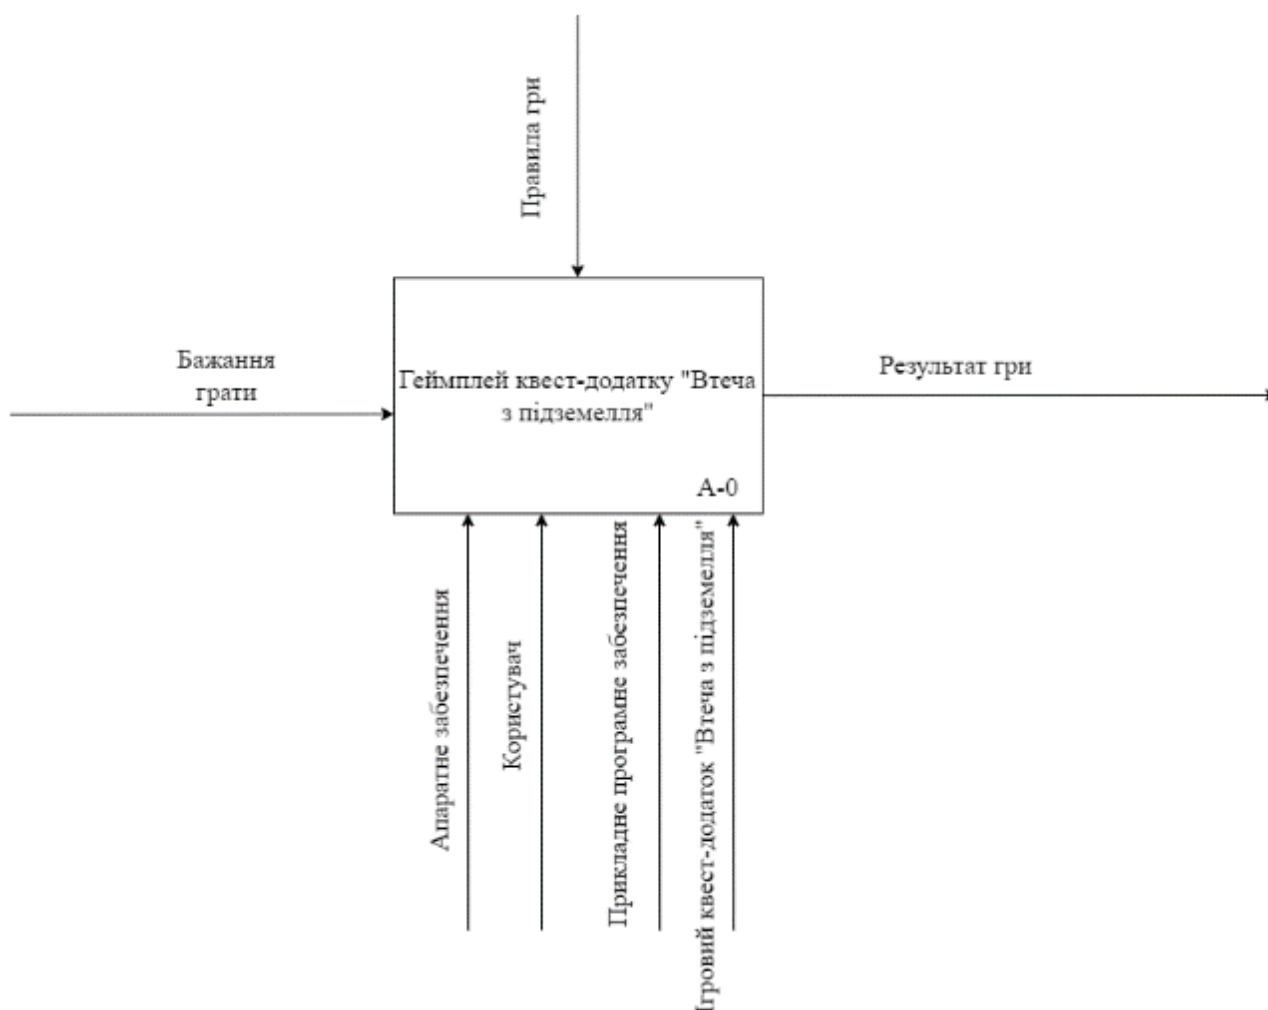 Правила гри
Бажання
грати
Геймплей квест-додатку "Втеча
з підземелля"
А-0
Результат гри
Апаратне забезпечення
Користувач
Прикладне програмне забезпечення
Ігровий квест-додаток "Втеча з підземелля"